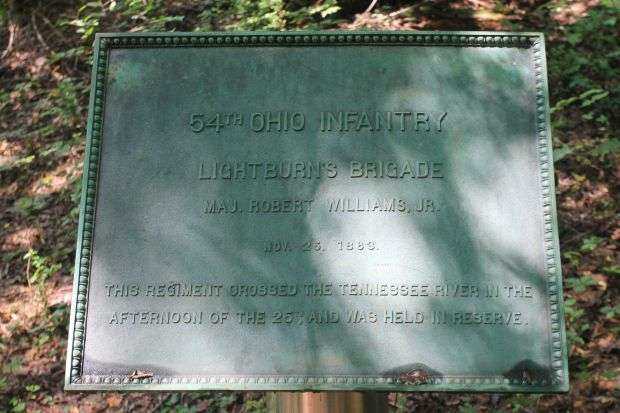 54TH OHIO INFANTRY
LIGHTBURN'S BRIGADE
MAJ. ROBERT WILLIAMS, JR.
NOV. 25, 1863.
THIS REGIMENT CROSSED THE TENNESSEE RIVER IN THE
AFTERNOON OF THE 25TH, AND WAS HELD IN RESERVE.